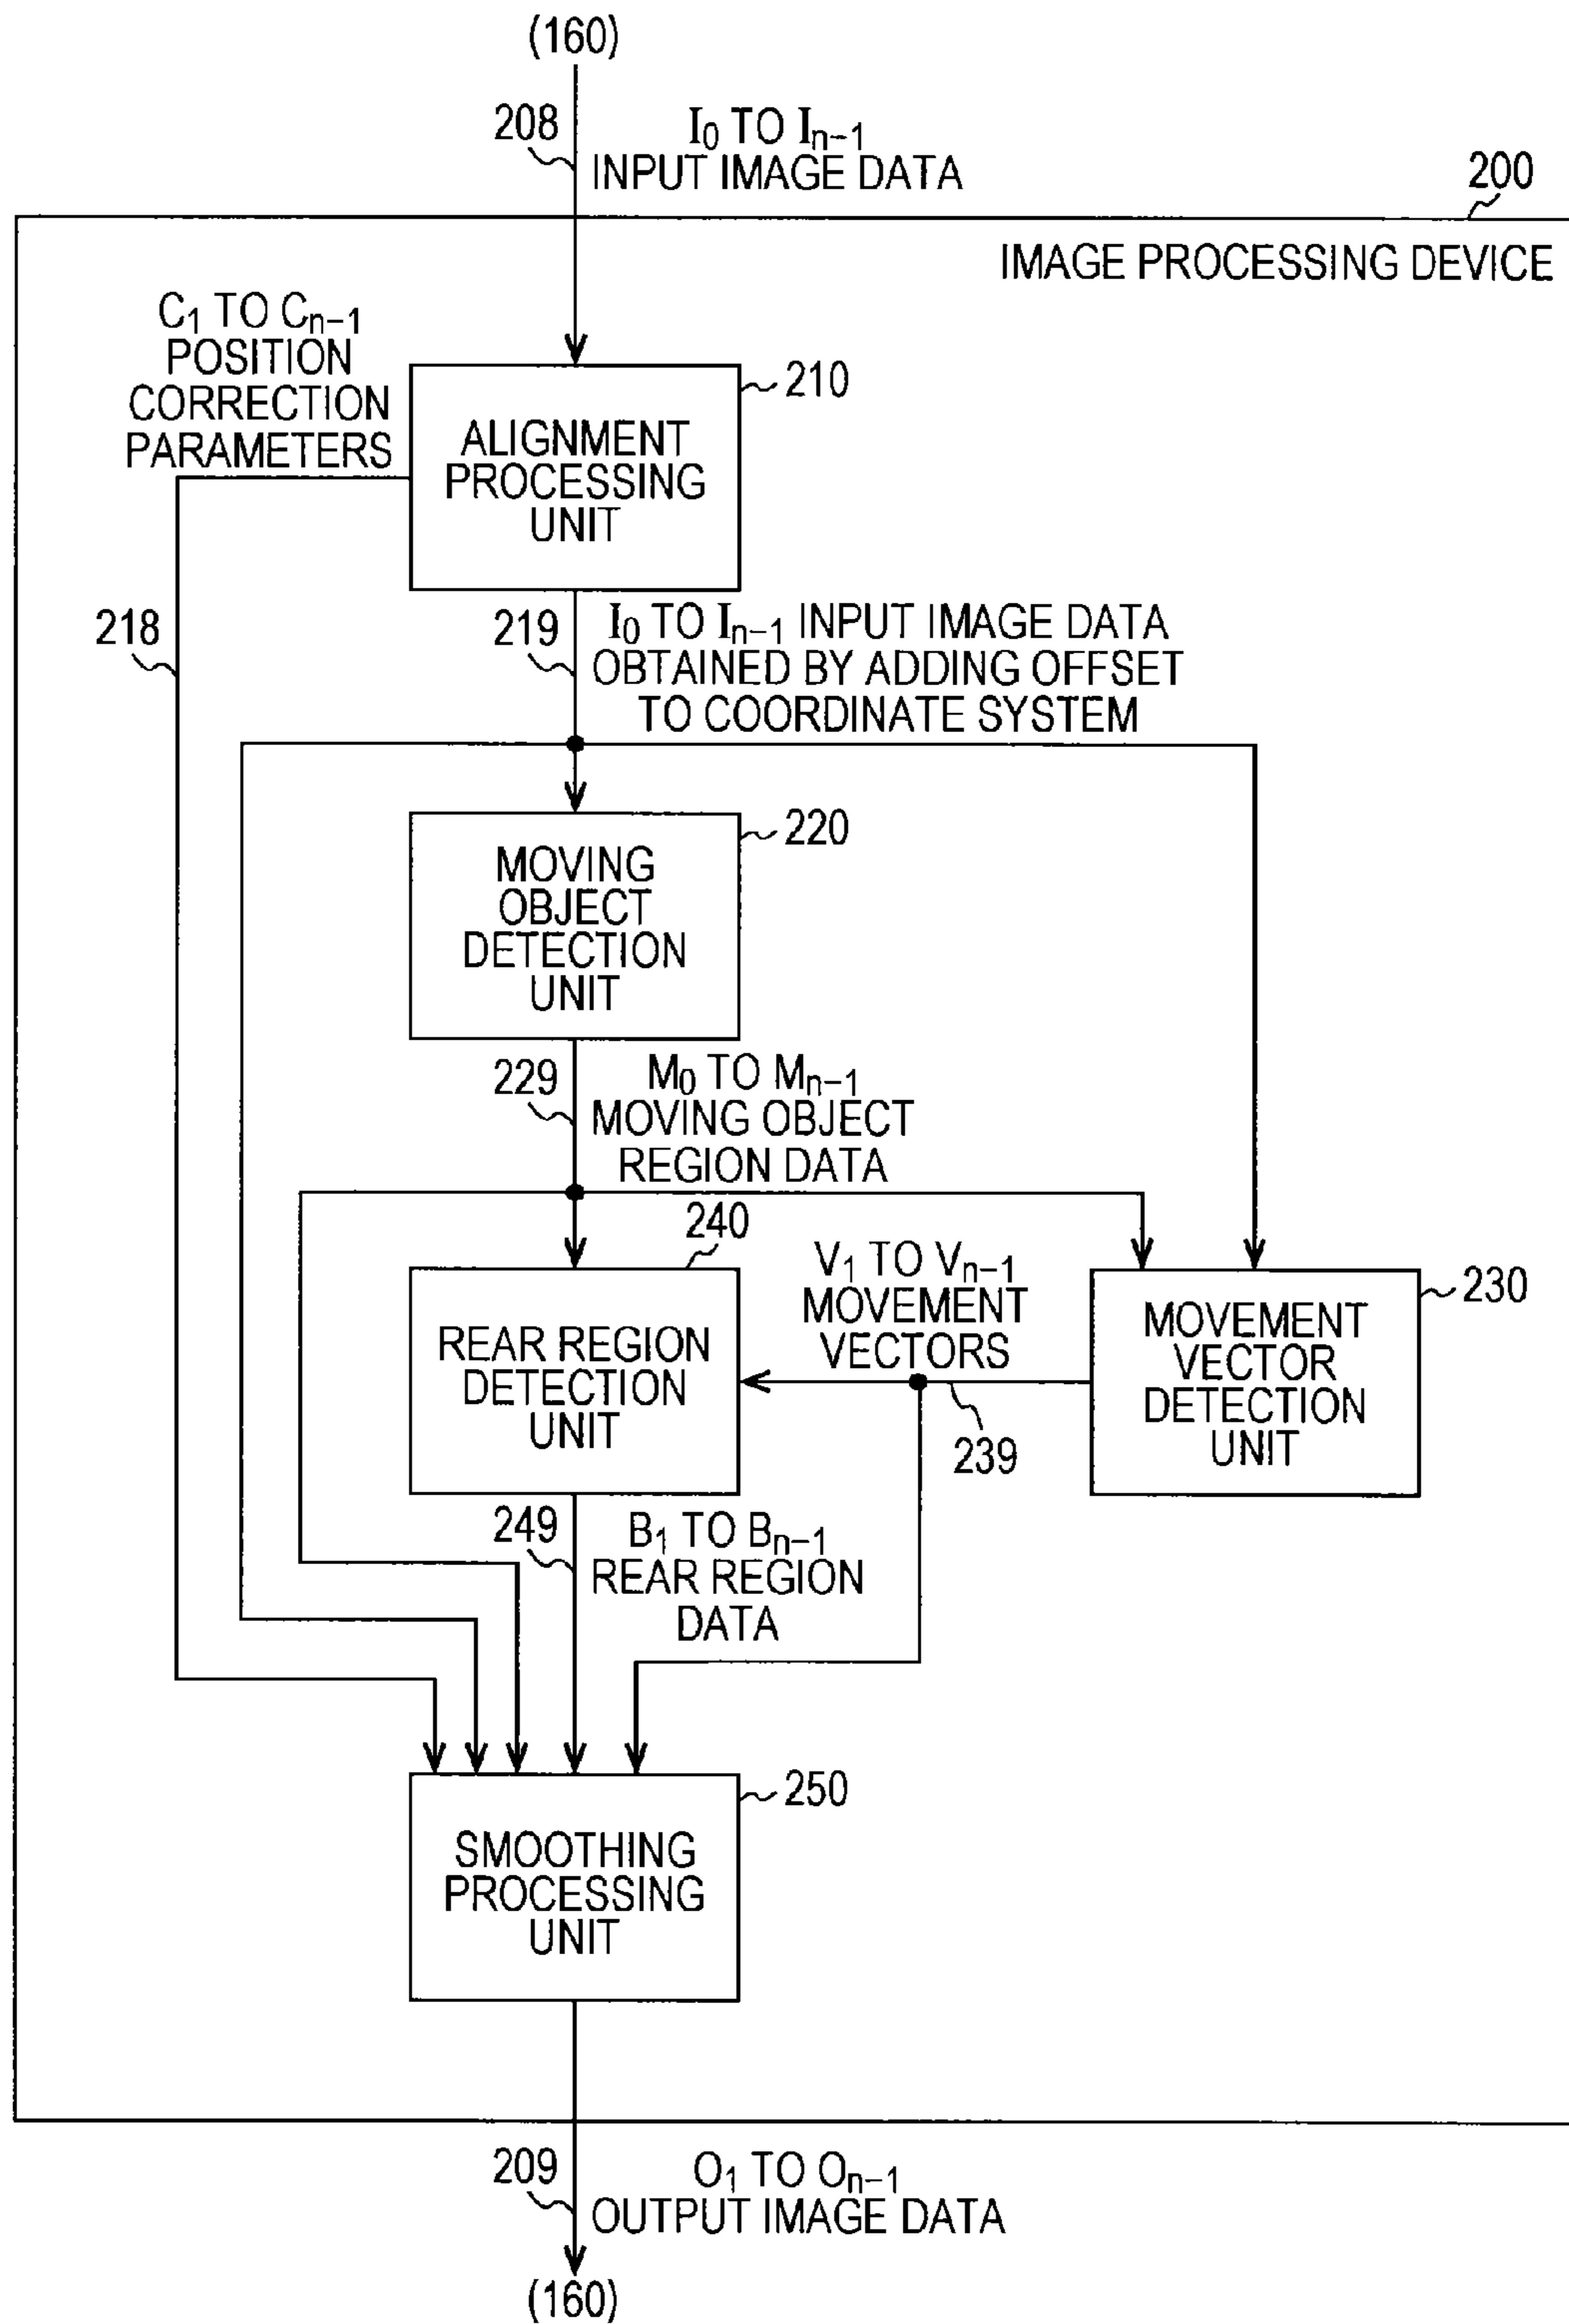 (160)
208
I₀ TO Iₙ₋₁
INPUT IMAGE DATA
200
IMAGE PROCESSING DEVICE
C₁ TO Cₙ₋₁
POSITION
CORRECTION
PARAMETERS
210
ALIGNMENT
PROCESSING
UNIT
218
219
I₀ TO Iₙ₋₁ INPUT IMAGE DATA
OBTAINED BY ADDING OFFSET
TO COORDINATE SYSTEM
220
MOVING
OBJECT
DETECTION
UNIT
229
M₀ TO Mₙ₋₁
MOVING OBJECT
REGION DATA
240
REAR REGION
DETECTION
UNIT
V₁ TO Vₙ₋₁
MOVEMENT
VECTORS
239
230
MOVEMENT
VECTOR
DETECTION
UNIT
249
B₁ TO Bₙ₋₁
REAR REGION
DATA
250
SMOOTHING
PROCESSING
UNIT
209
O₁ TO Oₙ₋₁
OUTPUT IMAGE DATA
(160)